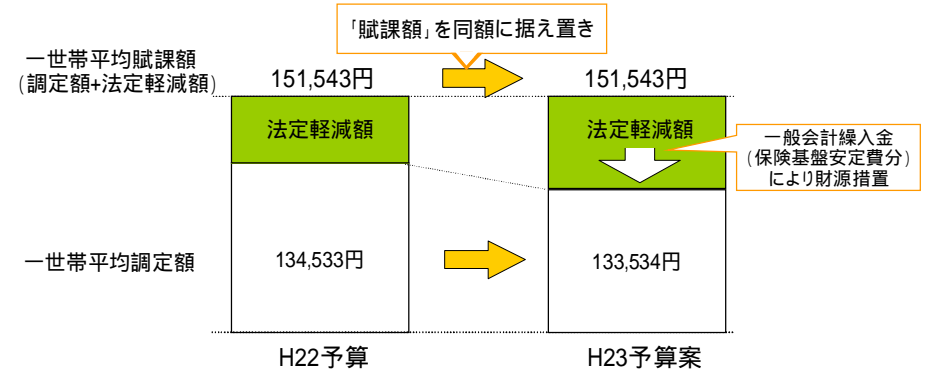 「賦課額」を同額に据え置き
一世帯平均賦課額
(調定額+法定軽減額)
151,543円
151,543円
法定軽減額
法定軽減額
一般会計繰入金
(保険基盤安定費分)
により財源措置
一世帯平均調定額
134,533円
133,534円
H22予算
H23予算案